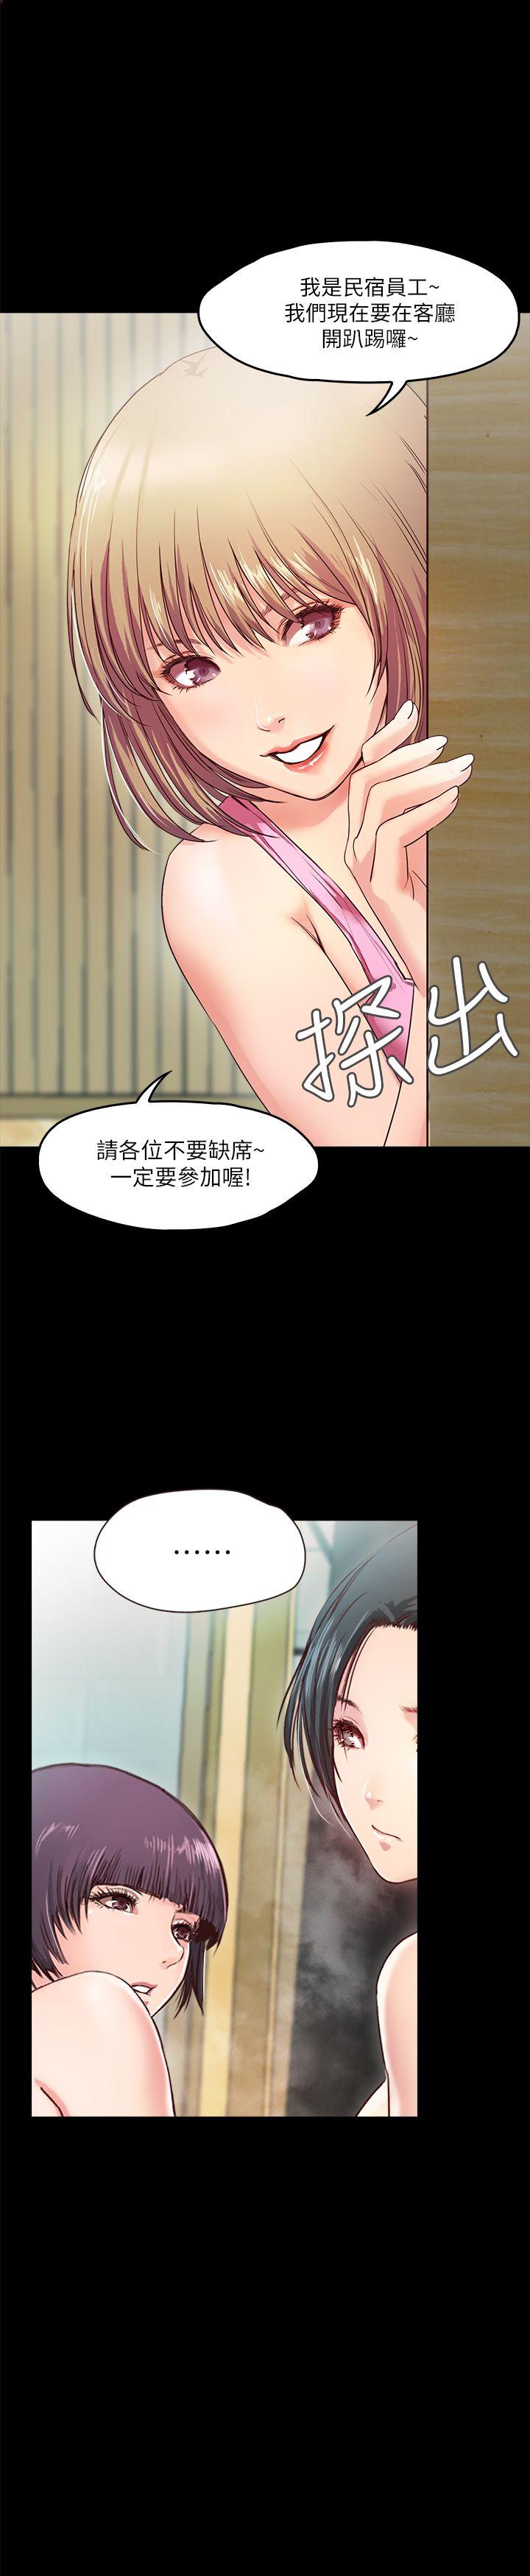 我是民宿員工~
我們現在要在客廳
開趴踢囉~
探出
請各位不要缺席~
一定要參加喔!
......